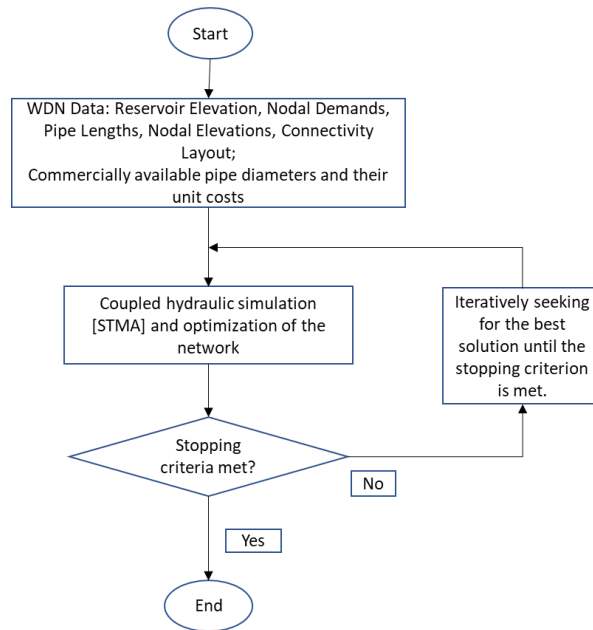 Start
WDN Data: Reservoir Elevation, Nodal Demands,
Pipe Lengths, Nodal Elevations, Connectivity
Layout;
Commercially available pipe diameters and their
unit costs
Coupled hydraulic simulation
[STMA] and optimization of the
network
Iteratively seeking
for the best
solution until the
stopping criterion
is met.
Stopping
criteria met?
No
Yes
End